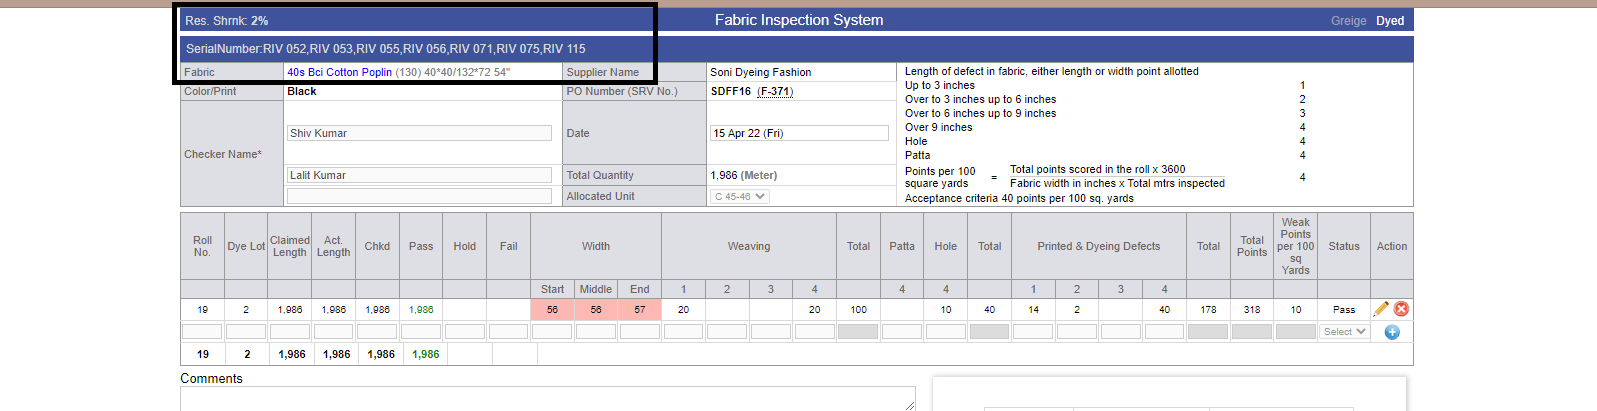 Res. Shrnk: 2% Fabric Inspection System Greige Dyed
SerialNumber:RIV 052,RIV 053,RIV 055,RIV 056,RIV 071,RIV 075,RIV 115
Fabric 40s Bci Cotton Poplin (130) 40*40/132*72 54" Supplier Name Soni Dyeing Fashion
Color/Print Black PO Number (SRV No.) SDFF16 (F-371)
Checker Name* Shiv Kumar Date 15 Apr 22 (Fri)
Lalit Kumar Total Quantity 1,986 (Meter)
Allocated Unit C 45-46
Length of defect in fabric, either length or width point allotted
Up to 3 inches 1
Over to 3 inches up to 6 inches 2
Over to 6 inches up to 9 inches 3
Over 9 inches 4
Hole 4
Patta 4
Points per 100 square yards = Total points scored in the roll x 3600 4
Fabric width in inches x Total mtrs inspected
Acceptance criteria 40 points per 100 sq. yards
Roll No. Dye Lot Claimed Length Act. Length Chkd Pass Hold Fail Width Weaving Total Patta Hole Total Printed & Dyeing Defects Total Total Points Weak Points per 100 sq Yards Status Action
Start Middle End 1 2 3 4 4 4 1 2 3 4
19 2 1,986 1,986 1,986 1,986 56 56 57 20 20 100 10 40 14 2 40 178 318 10 Pass
Select
19 2 1,986 1,986 1,986 1,986
Comments